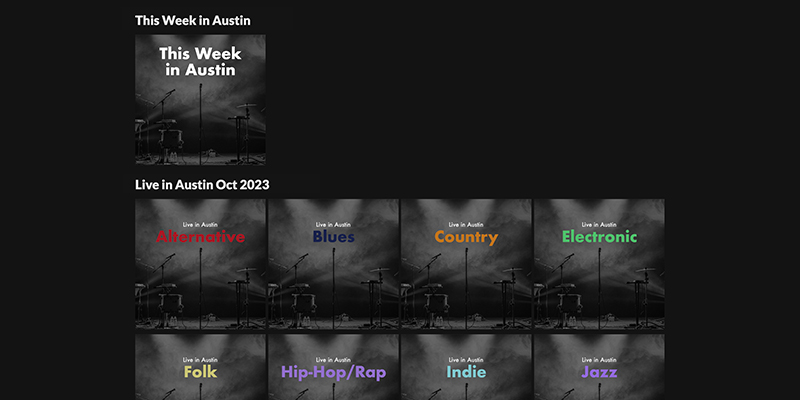 This Week in Austin
This Week
in Austin
Live in Austin Oct 2023
Live in Austin
Alternative
Live in Austin
Blues
Live in Austin
Country
Live in Austin
Electronic
Live in Austin
Folk
Live in Austin
Hip-Hop/Rap
Live in Austin
Indie
Live in Austin
Jazz